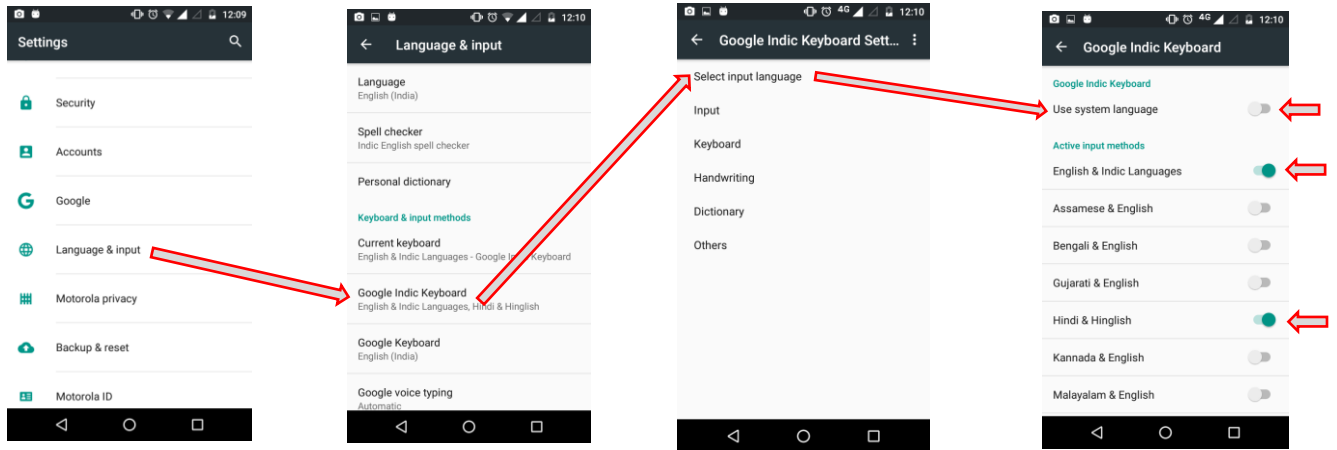 12:09
Settings
Security
Accounts
Google
Language & input
Motorola privacy
Backup & reset
Motorola ID
12:10
Language & input
Language
English (India)
Spell checker
Indic English spell checker
Personal dictionary
Keyboard & input methods
Current keyboard
English & Indic Languages - Google Indic Keyboard
Google Indic Keyboard
English & Indic Languages, Hindi & Hinglish
Google Keyboard
English (India)
Google voice typing
Automatic
4G 12:10
Google Indic Keyboard Sett...
Select input language
Input
Keyboard
Handwriting
Dictionary
Others
4G 12:10
Google Indic Keyboard
Google Indic Keyboard
Use system language
Active input methods
English & Indic Languages
Assamese & English
Bengali & English
Gujarati & English
Hindi & Hinglish
Kannada & English
Malayalam & English